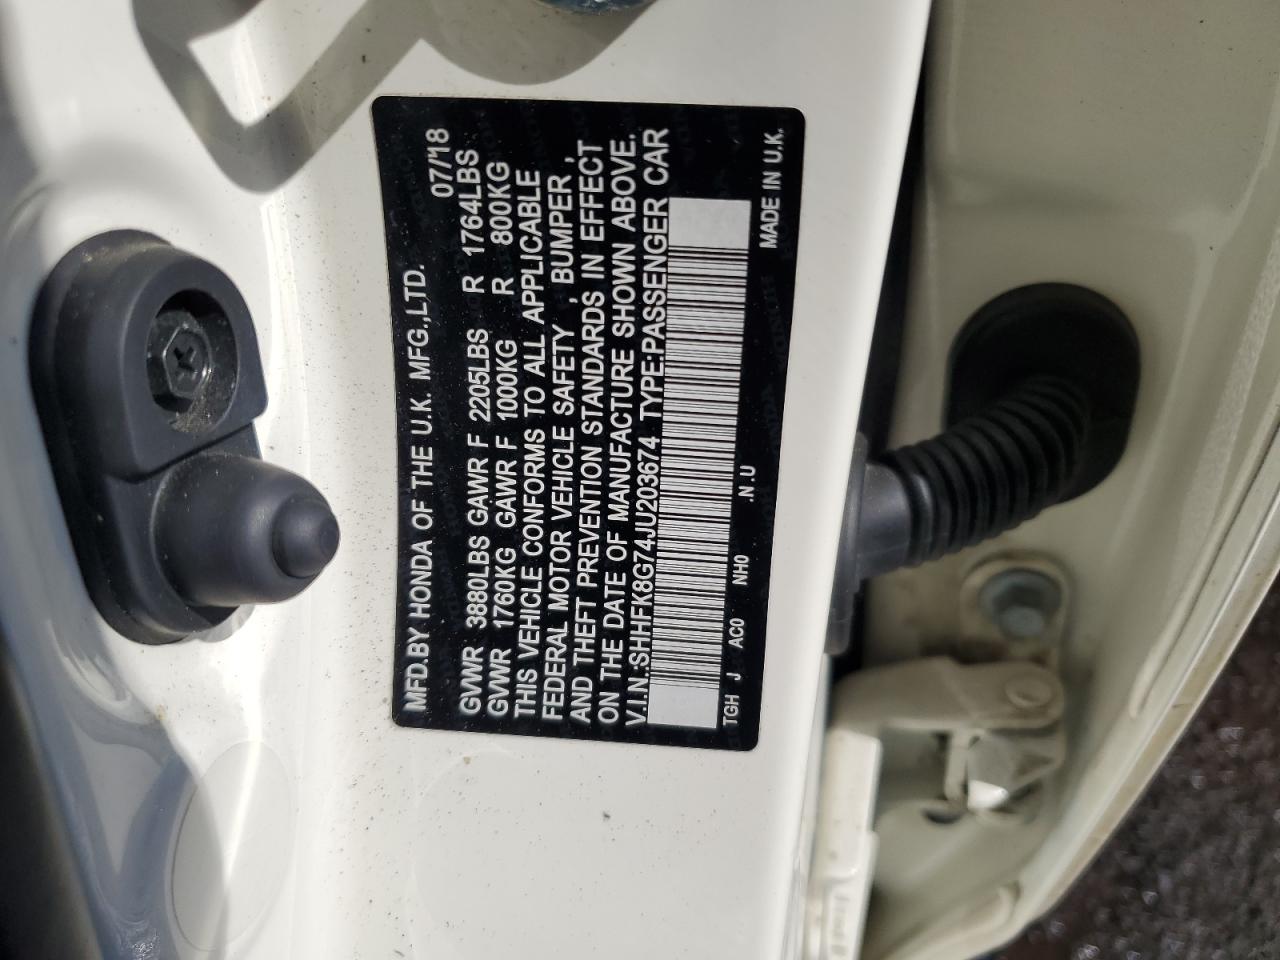 MFD.BY HONDA OF THE U.K. MFG.,LTD. 07/'18
GVWR 3880LBS GAWR F 2205LBS R 1764LBS
GVWR 1760KG GAWR F 1000KG R 800KG
THIS VEHICLE CONFORMS TO ALL APPLICABLE
FEDERAL MOTOR VEHICLE SAFETY , BUMPER ,
AND THEFT PREVENTION STANDARDS IN EFFECT
ON THE DATE OF MANUFACTURE SHOWN ABOVE.
V.I.N.:SHHFK8G74JU203674 TYPE:PASSENGER CAR
TGH J AC0 NH0 .N.U MADE IN U.K.